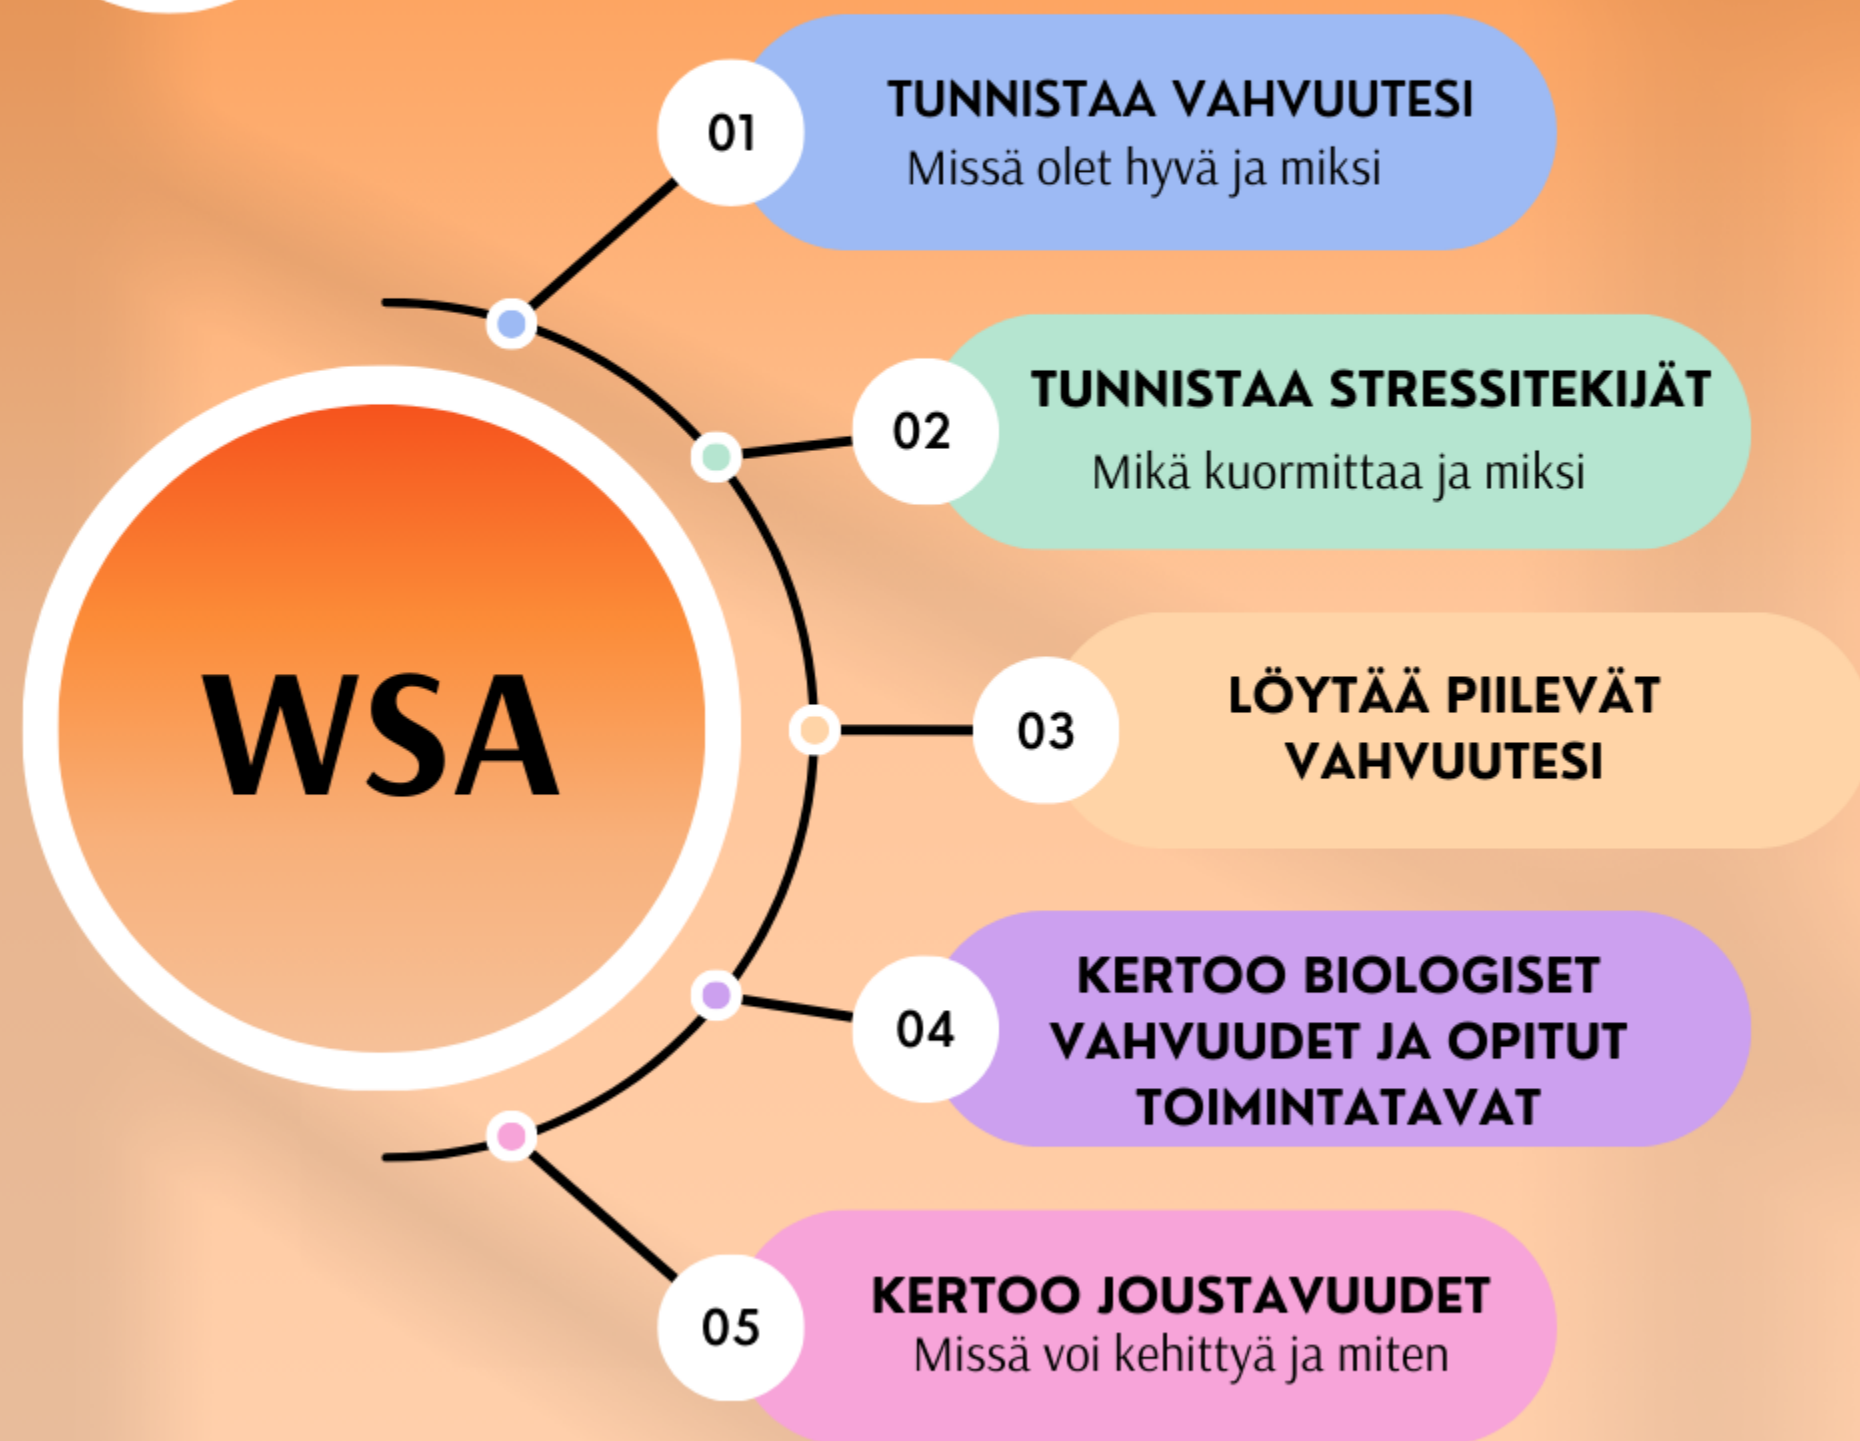 01
TUNNISTAA VAHVUUTESI
Missä olet hyvä ja miksi
02
TUNNISTAA STRESSITEKIJÄT
Mikä kuormittaa ja miksi
WSA
03
LÖYTÄÄ PIILEVÄT
VAHVUUTESI
04
KERTOO BIOLOGISET
VAHVUUDET JA OPITUT
TOIMINTATAVAT
05
KERTOO JOUSTAVUUDET
Missä voi kehittyä ja miten